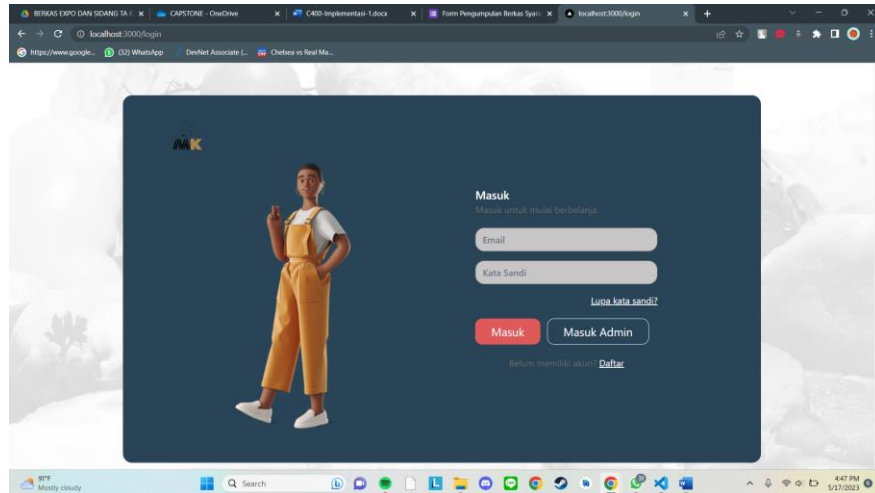 BERKAS EXPO DAN SIDANG TA
CAPSTONE - OneDrive
C400-Implementasi-1.docx
Form Pengumpulan Berkas Syara
localhost:3000/login
localhost:3000/login
https://www.google...
(32) WhatsApp
DevNet Associate (...
Chelsea vs Real Ma...
MK
Masuk
Masuk untuk mulai berbelanja
Email
Kata Sandi
Lupa kata sandi?
Masuk
Masuk Admin
Belum memiliki akun? Daftar
91°F
Mostly cloudy
Search
4:47 PM
5/17/2023